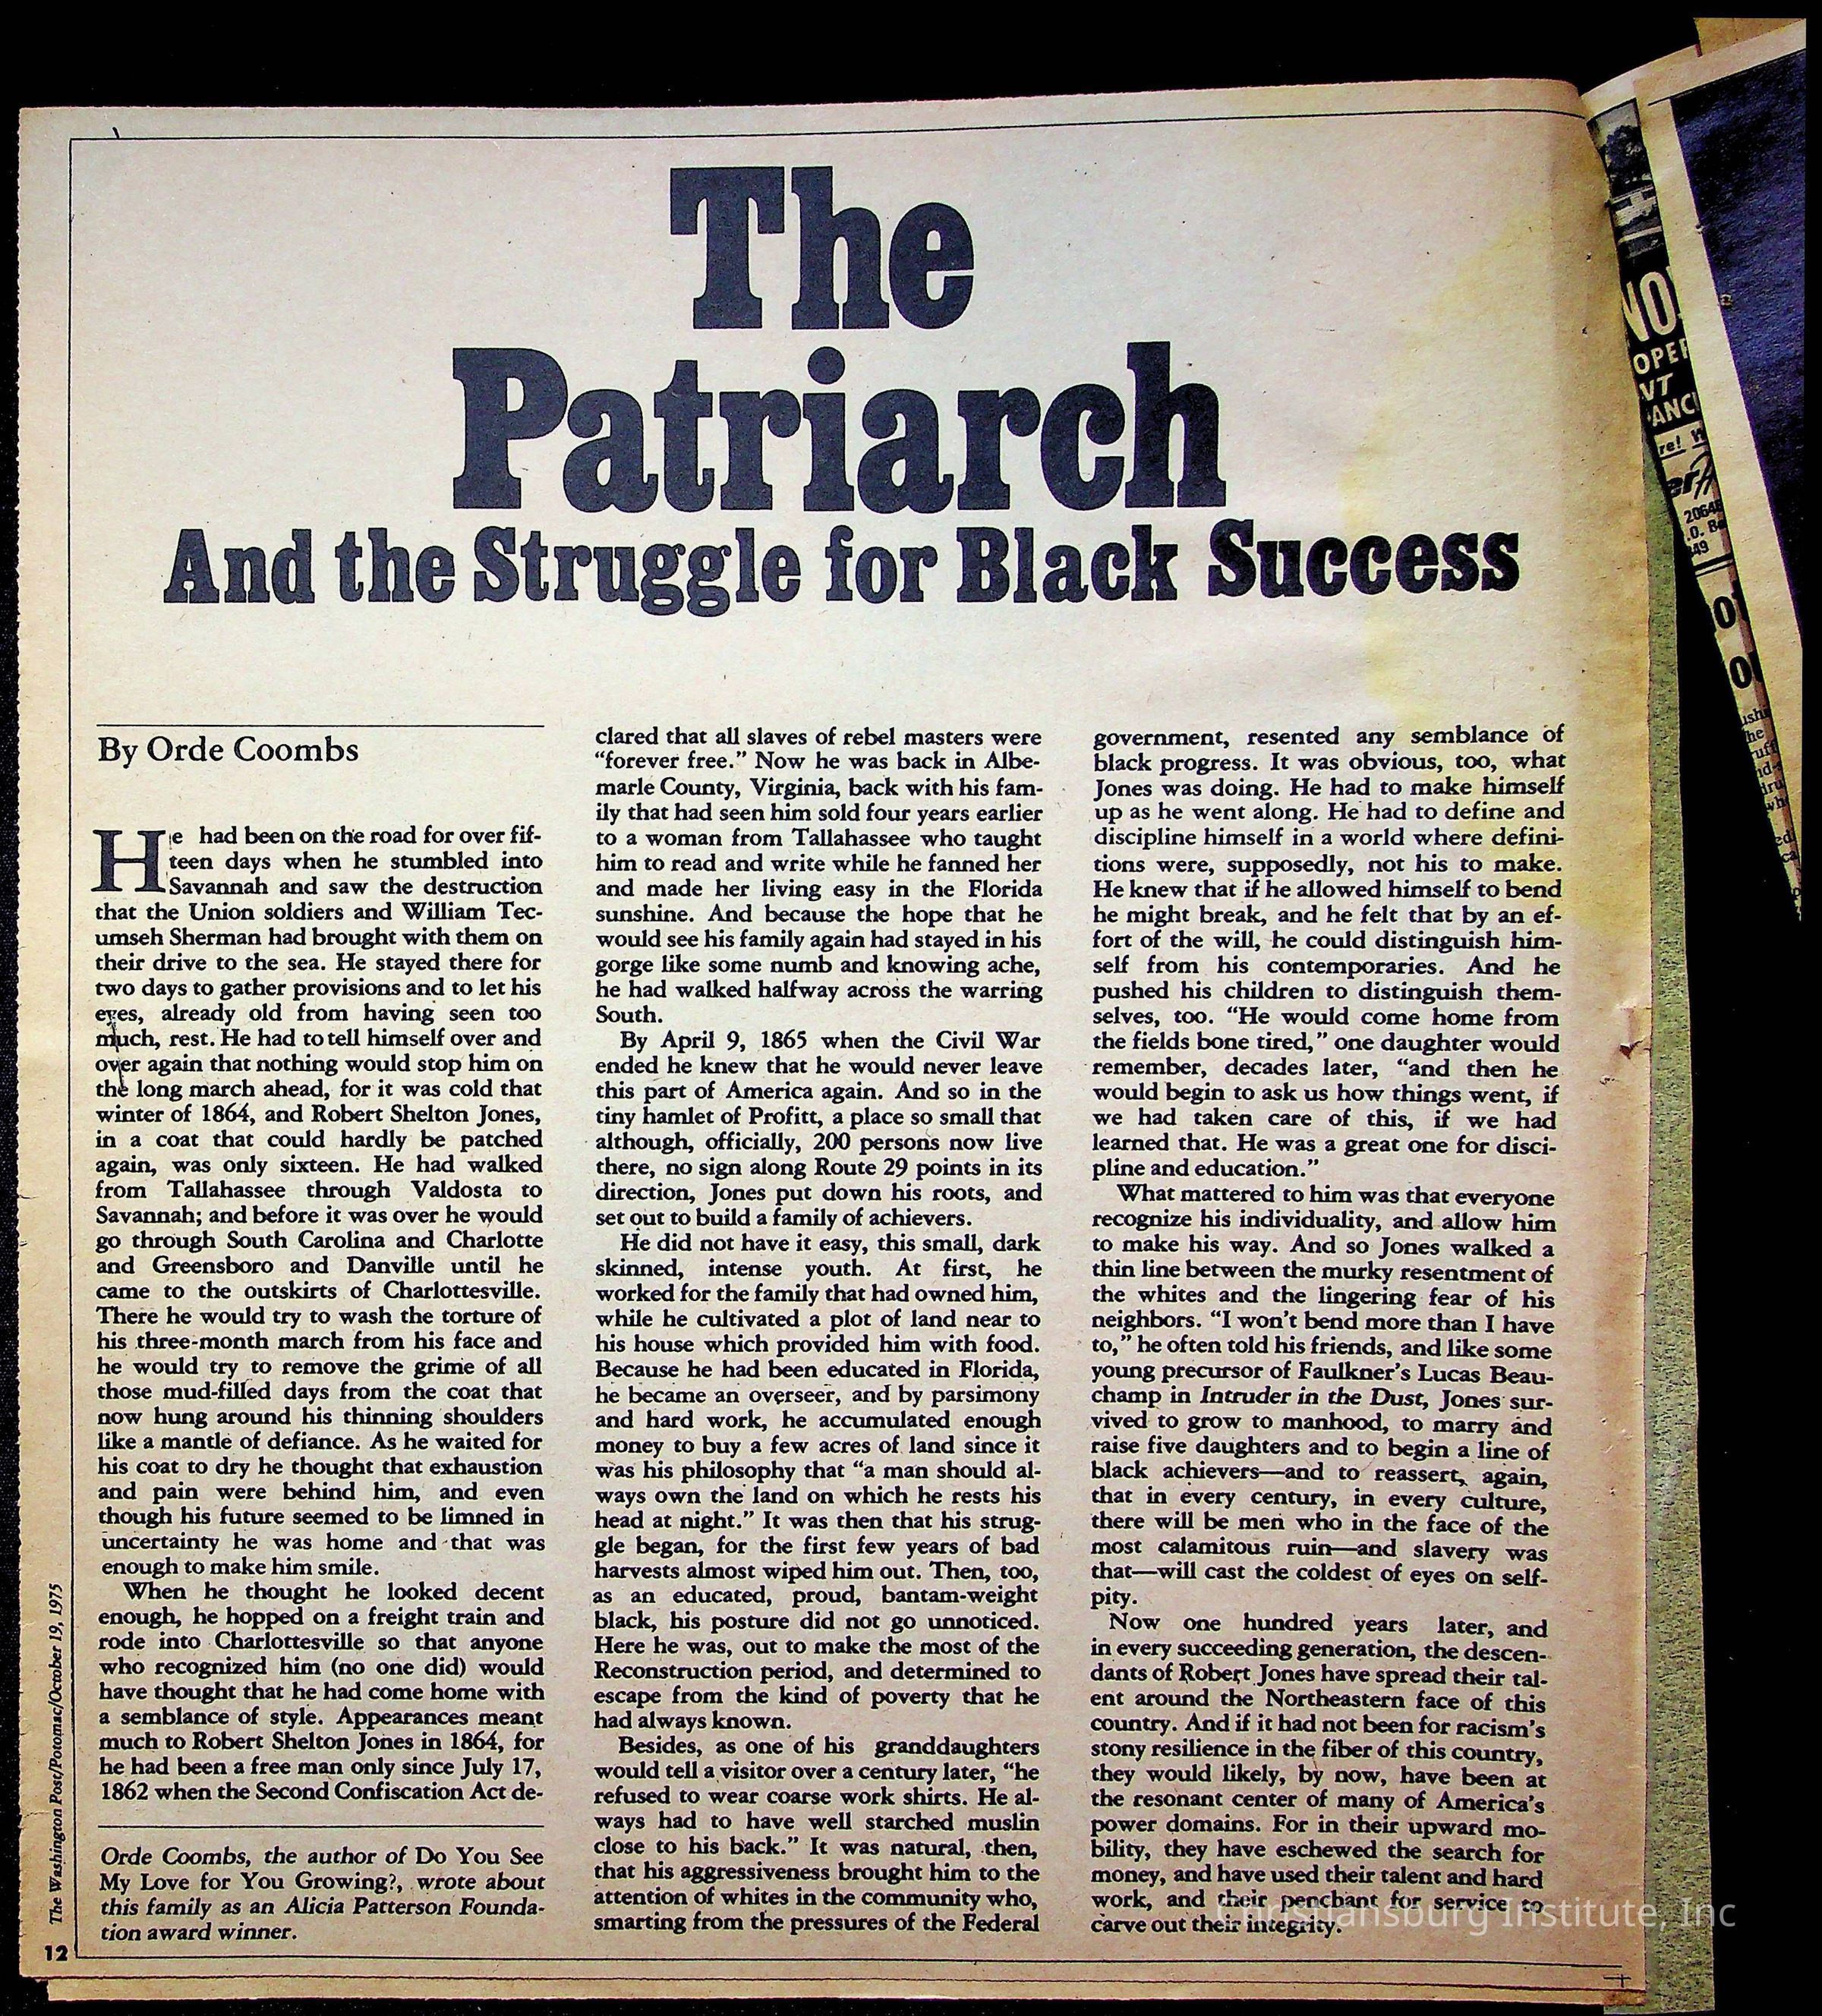 The
Patriarch
And the Struggle for Black Success
By Orde Coombs
He had been on the road for over fif-
teen days when he stumbled into
Savannah and saw the destruction
that the Union soldiers and William Tec-
umseh Sherman had brought with them on
their drive to the sea. He stayed there for
two days to gather provisions and to let his
eyes, already old from having seen too
much, rest. He had to tell himself over and
over again that nothing would stop him on
the long march ahead, for it was cold that
winter of 1864, and Robert Shelton Jones,
in a coat that could hardly be patched
again, was only sixteen. He had walked
from Tallahassee through Valdosta to
Savannah; and before it was over he would
go through South Carolina and Charlotte
and Greensboro and Danville until he
came to the outskirts of Charlottesville.
There he would try to wash the torture of
his three-month march from his face and
he would try to remove the grime of all
those mud-filled days from the coat that
now hung around his thinning shoulders
like a mantle of defiance. As he waited for
his coat to dry he thought that exhaustion
and pain were behind him, and even
though his future seemed to be limned in
uncertainty he was home and that was
enough to make him smile.
When he thought he looked decent
enough, he hopped on a freight train and
rode into Charlottesville so that anyone
who recognized him (no one did) would
have thought that he had come home with
a semblance of style. Appearances meant
much to Robert Shelton Jones in 1864, for
he had been a free man only since July 17,
1862 when the Second Confiscation Act de-
Orde Coombs, the author of Do You See
My Love for You Growing?, wrote about
this family as an Alicia Patterson Founda-
tion award winner.
clared that all slaves of rebel masters were
“forever free.” Now he was back in Albe-
marle County, Virginia, back with his fam-
ily that had seen him sold four years earlier
to a woman from Tallahassee who taught
him to read and write while he fanned her
and made her living easy in the Florida
sunshine. And because the hope that he
would see his family again had stayed in his
gorge like some numb and knowing ache,
he had walked halfway across the warring
South.
By April 9, 1865 when the Civil War
ended he knew that he would never leave
this part of America again. And so in the
tiny hamlet of Profitt, a place so small that
although, officially, 200 persons now live
there, no sign along Route 29 points in its
direction, Jones put down his roots, and
set out to build a family of achievers.
He did not have it easy, this small, dark
skinned, intense youth. At first, he
worked for the family that had owned him,
while he cultivated a plot of land near to
his house which provided him with food.
Because he had been educated in Florida,
he became an overseer, and by parsimony
and hard work, he accumulated enough
money to buy a few acres of land since it
was his philosophy that “a man should al-
ways own the land on which he rests his
head at night.” It was then that his strug-
gle began, for the first few years of bad
harvests almost wiped him out. Then, too,
as an educated, proud, bantam-weight
black, his posture did not go unnoticed.
Here he was, out to make the most of the
Reconstruction period, and determined to
escape from the kind of poverty that he
had always known.
Besides, as one of his granddaughters
would tell a visitor over a century later, “he
refused to wear coarse work shirts. He al-
ways had to have well starched muslin
close to his back.” It was natural, then,
that his aggressiveness brought him to the
attention of whites in the community who,
smarting from the pressures of the Federal
government, resented any semblance of
black progress. It was obvious, too, what
Jones was doing. He had to make himself
up as he went along. He had to define and
discipline himself in a world where defini-
tions were, supposedly, not his to make.
He knew that if he allowed himself to bend
he might break, and he felt that by an ef-
fort of the will, he could distinguish him-
self from his contemporaries. And he
pushed his children to distinguish them-
selves, too. “He would come home from
the fields bone tired,” one daughter would
remember, decades later, “and then he
would begin to ask us how things went, if
we had taken care of this, if we had
learned that. He was a great one for disci-
pline and education.”
What mattered to him was that everyone
recognize his individuality, and allow him
to make his way. And so Jones walked a
thin line between the murky resentment of
the whites and the lingering fear of his
neighbors. “I won’t bend more than I have
to,” he often told his friends, and like some
young precursor of Faulkner’s Lucas Beau-
champ in Intruder in the Dust, Jones sur-
vived to grow to manhood, to marry and
raise five daughters and to begin a line of
black achievers—and to reassert, again,
that in every century, in every culture,
there will be men who in the face of the
most calamitous ruin—and slavery was
that—will cast the coldest of eyes on self-
pity.
Now one hundred years later, and
in every succeeding generation, the descen-
dants of Robert Jones have spread their tal-
ent around the Northeastern face of this
country. And if it had not been for racism’s
stony resilience in the fiber of this country,
they would likely, by now, have been at
the resonant center of many of America’s
power domains. For in their upward mo-
bility, they have eschewed the search for
money, and have used their talent and hard
work, and their penchant for service to
carve out their integrity.
The Washington Post/Potomac/October 19, 1975
12
Christiansburg Institute, Inc
NO
OPE
VT
ANC
re! W
er
2064
.O. Bo